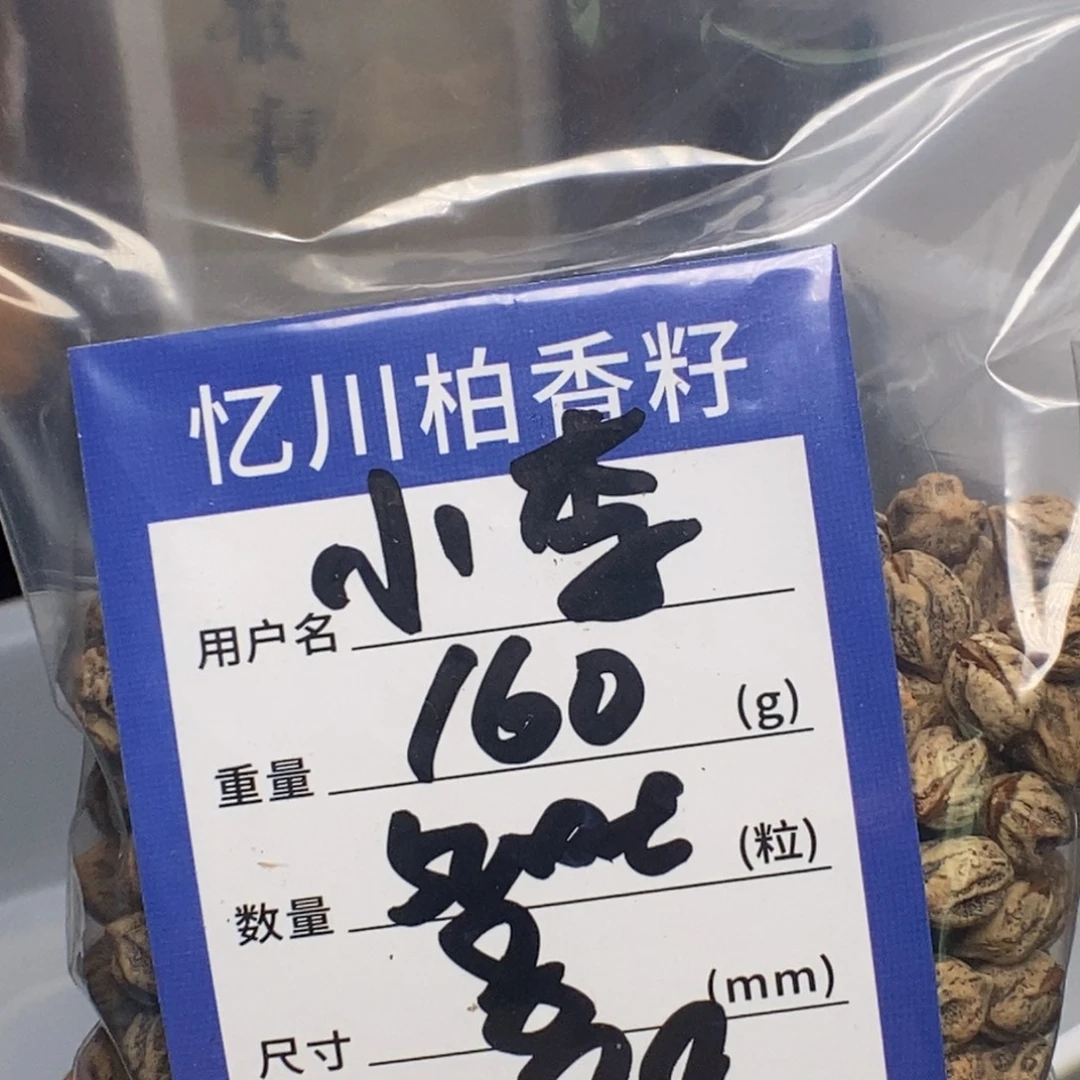 忆川柏香籽
用户名 小李
重量 160 (g)
数量 (粒)
尺寸 (mm)